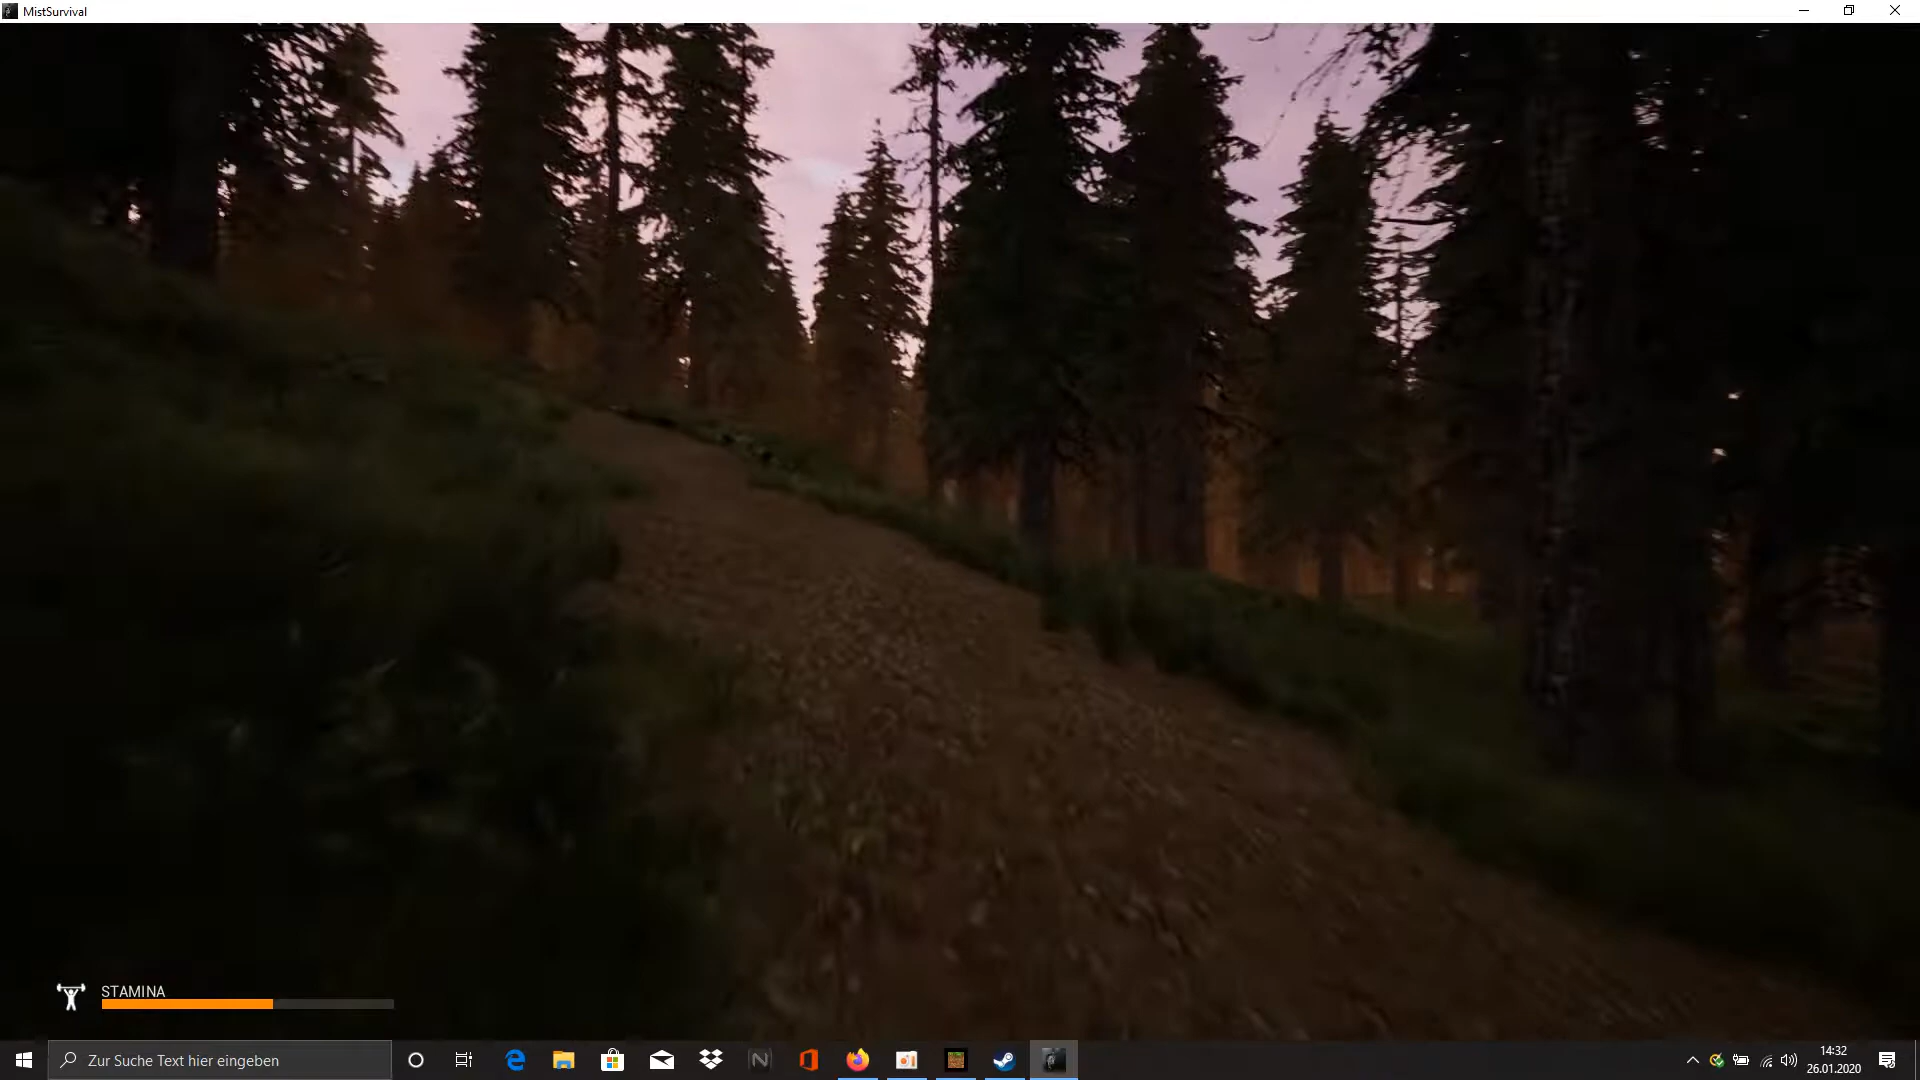 MistSurvival
STAMINA
Zur Suche Text hier eingeben
14:32
26.01.2020